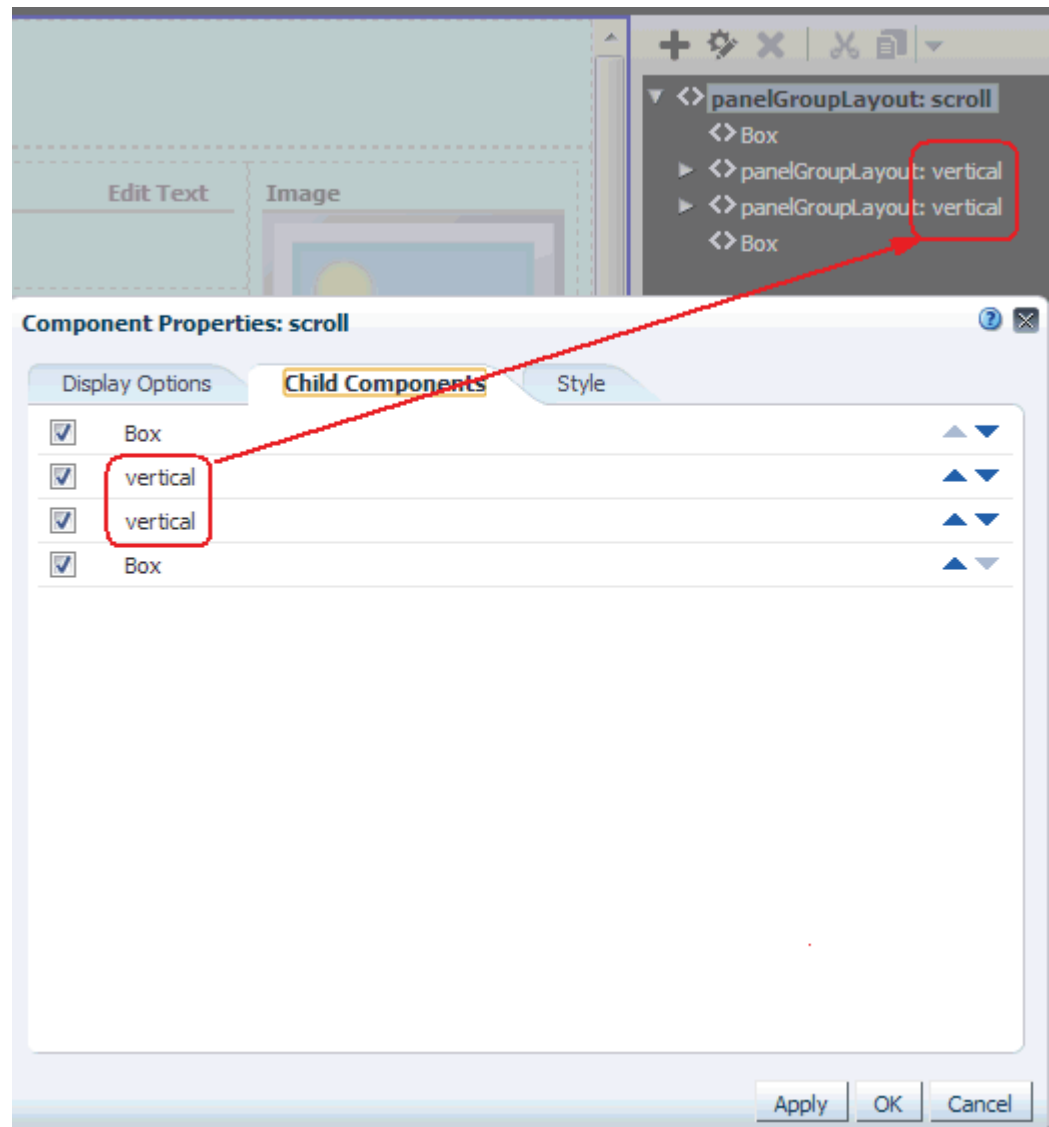 panelGroupLayout: scroll
Box
panelGroupLayout: vertical
Edit Text Image
panelGroupLayout: vertical
Box
Component Properties: scroll
Display Options Child Components Style
Box
vertical
vertical
Box
Apply OK Cancel